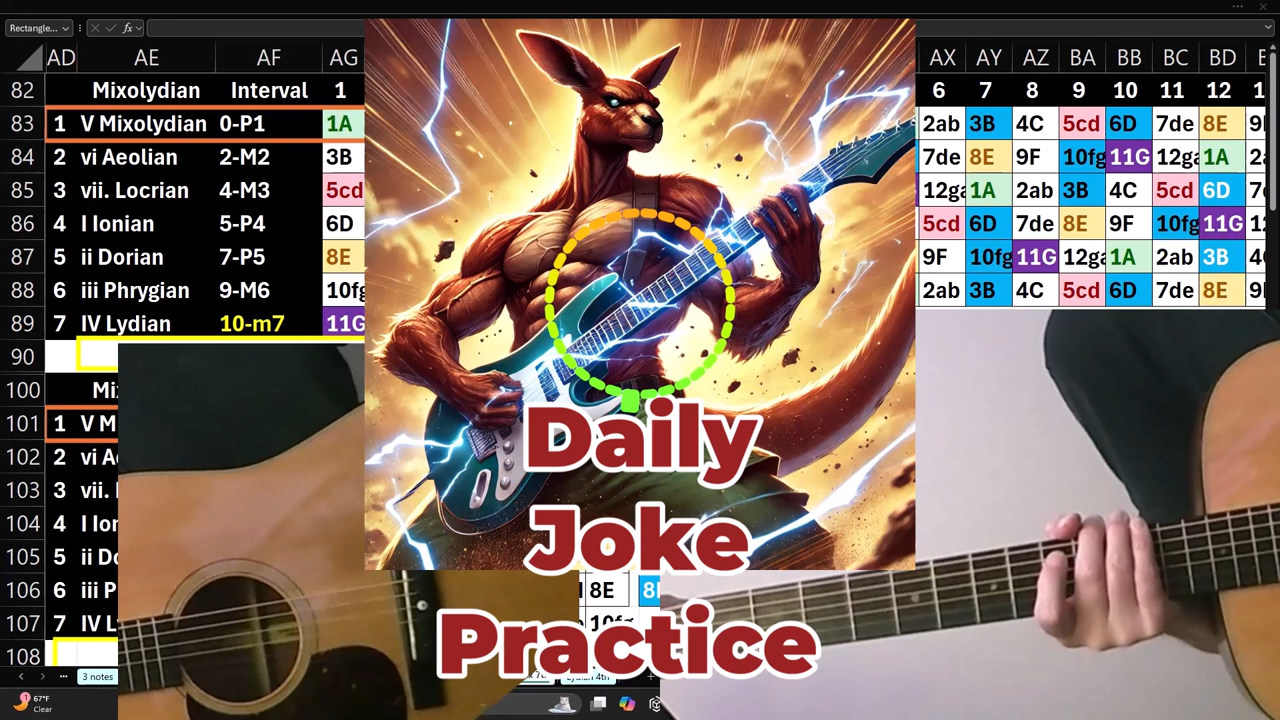 Rectangle...
fx
AD AE AF AG AX AY AZ BA BB BC BD
82 Mixolydian Interval 1 6 7 8 9 10 11 12
83 1 V Mixolydian 0-P1 1A 2ab 3B 4C 5cd 6D 7de 8E
84 2 vi Aeolian 2-M2 3B 7de 8E 9F 10fg 11G 12ga 1A
85 3 vii. Locrian 4-M3 5cd 12ga 1A 2ab 3B 4C 5cd 6D
86 4 I Ionian 5-P4 6D 5cd 6D 7de 8E 9F 10fg 11G
87 5 ii Dorian 7-P5 8E 9F 10fg 11G 12ga 1A 2ab 3B
88 6 iii Phrygian 9-M6 10fg 2ab 3B 4C 5cd 6D 7de 8E
89 7 IV Lydian 10-m7 11G
90
100
101 1 V M
102 2
103 3 vii.
104 4 I
105 5 ii
106 6 iii P 8E
107 7 IV
108
Daily
Joke
Practice
3 notes
67°F
Clear